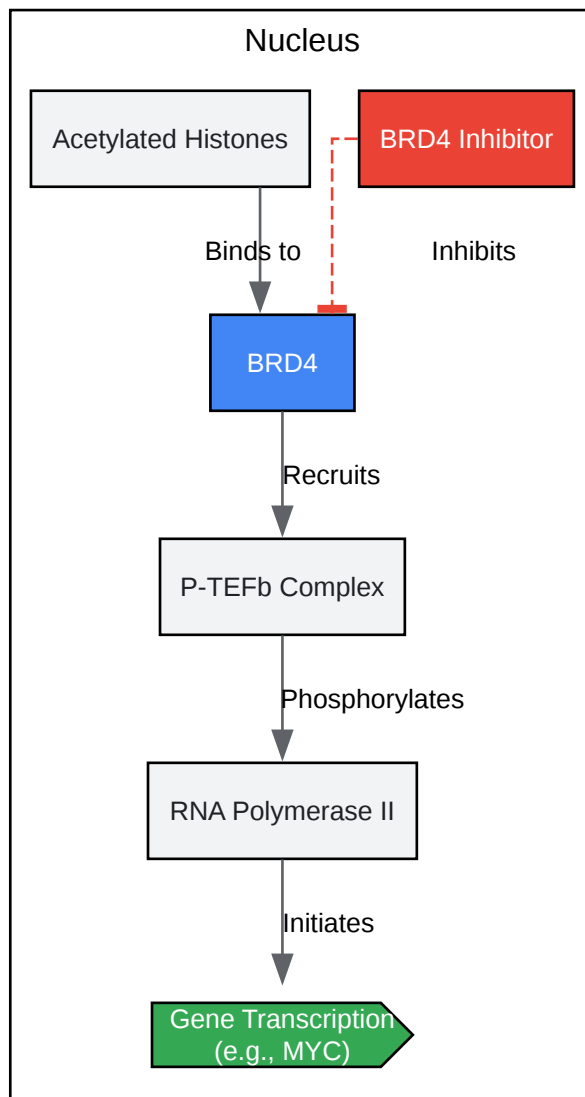 Nucleus
Acetylated Histones
BRD4 Inhibitor
Binds to
Inhibits
BRD4
Recruits
P-TEFb Complex
Phosphorylates
RNA Polymerase II
Initiates
Gene Transcription
(e.g., MYC)